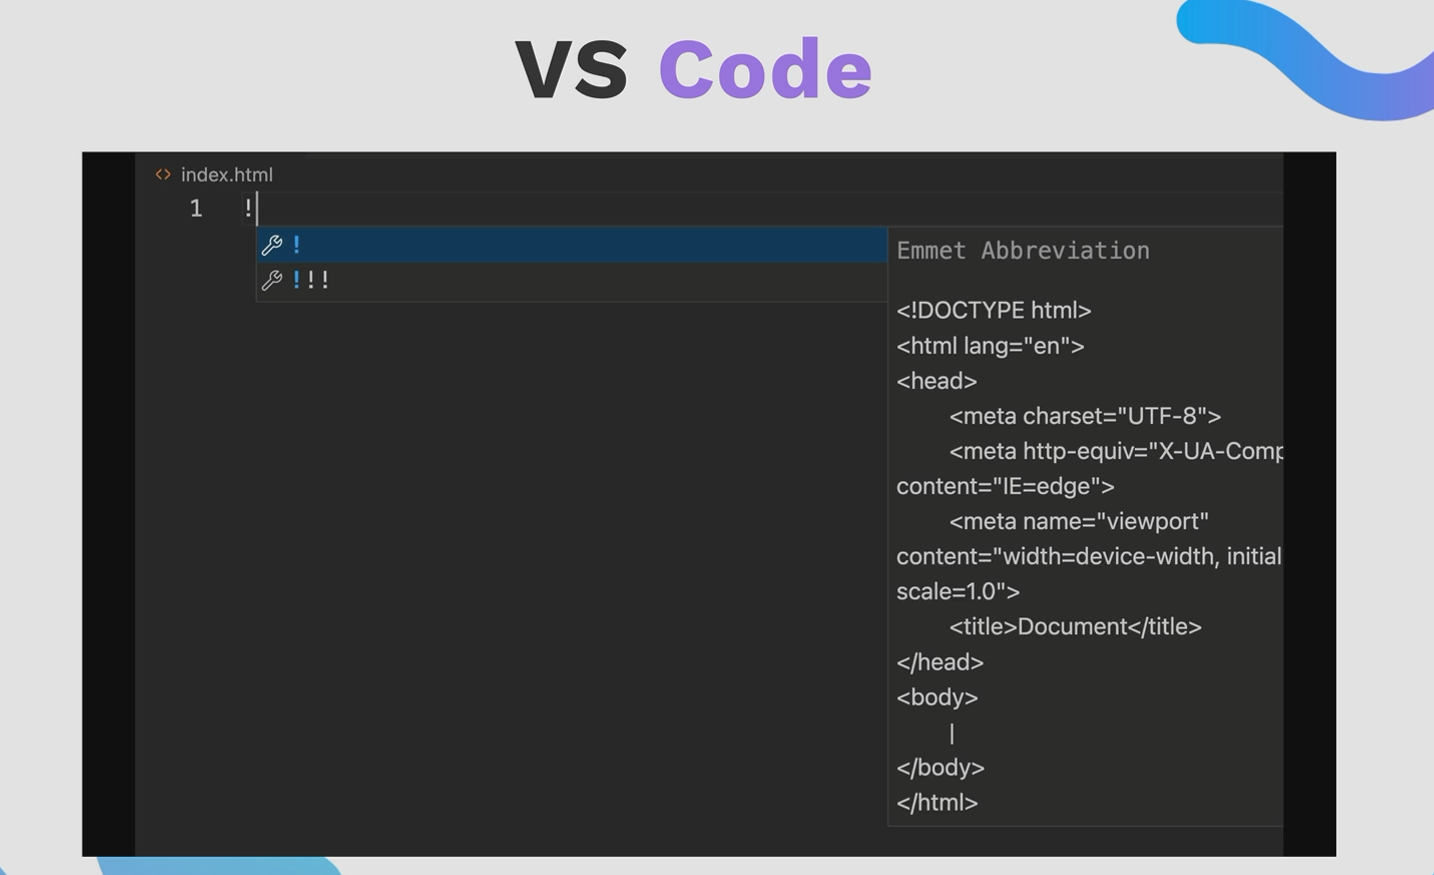 VS Code
<> index.html
1 !
!
!!!
Emmet Abbreviation
<!DOCTYPE html>
<html lang="en">
<head>
<meta charset="UTF-8">
<meta http-equiv="X-UA-Comp
content="IE=edge">
<meta name="viewport"
content="width=device-width, initial
scale=1.0">
<title>Document</title>
</head>
<body>
|
</body>
</html>